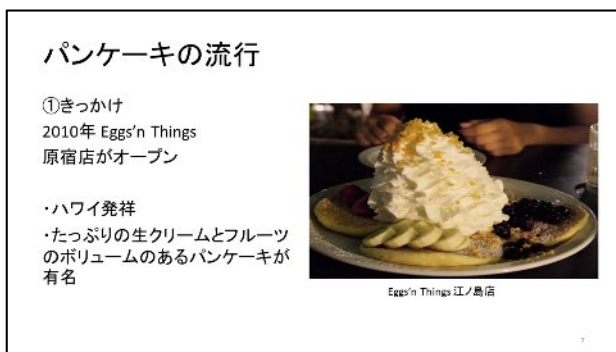 パンケーキの流行
①きっかけ
2010年 Eggs'n Things
原宿店がオープン
・ハワイ発祥
・たっぷりの生クリームとフルーツ
のボリュームのあるパンケーキが
有名
Eggs'n Things 江ノ島店
7